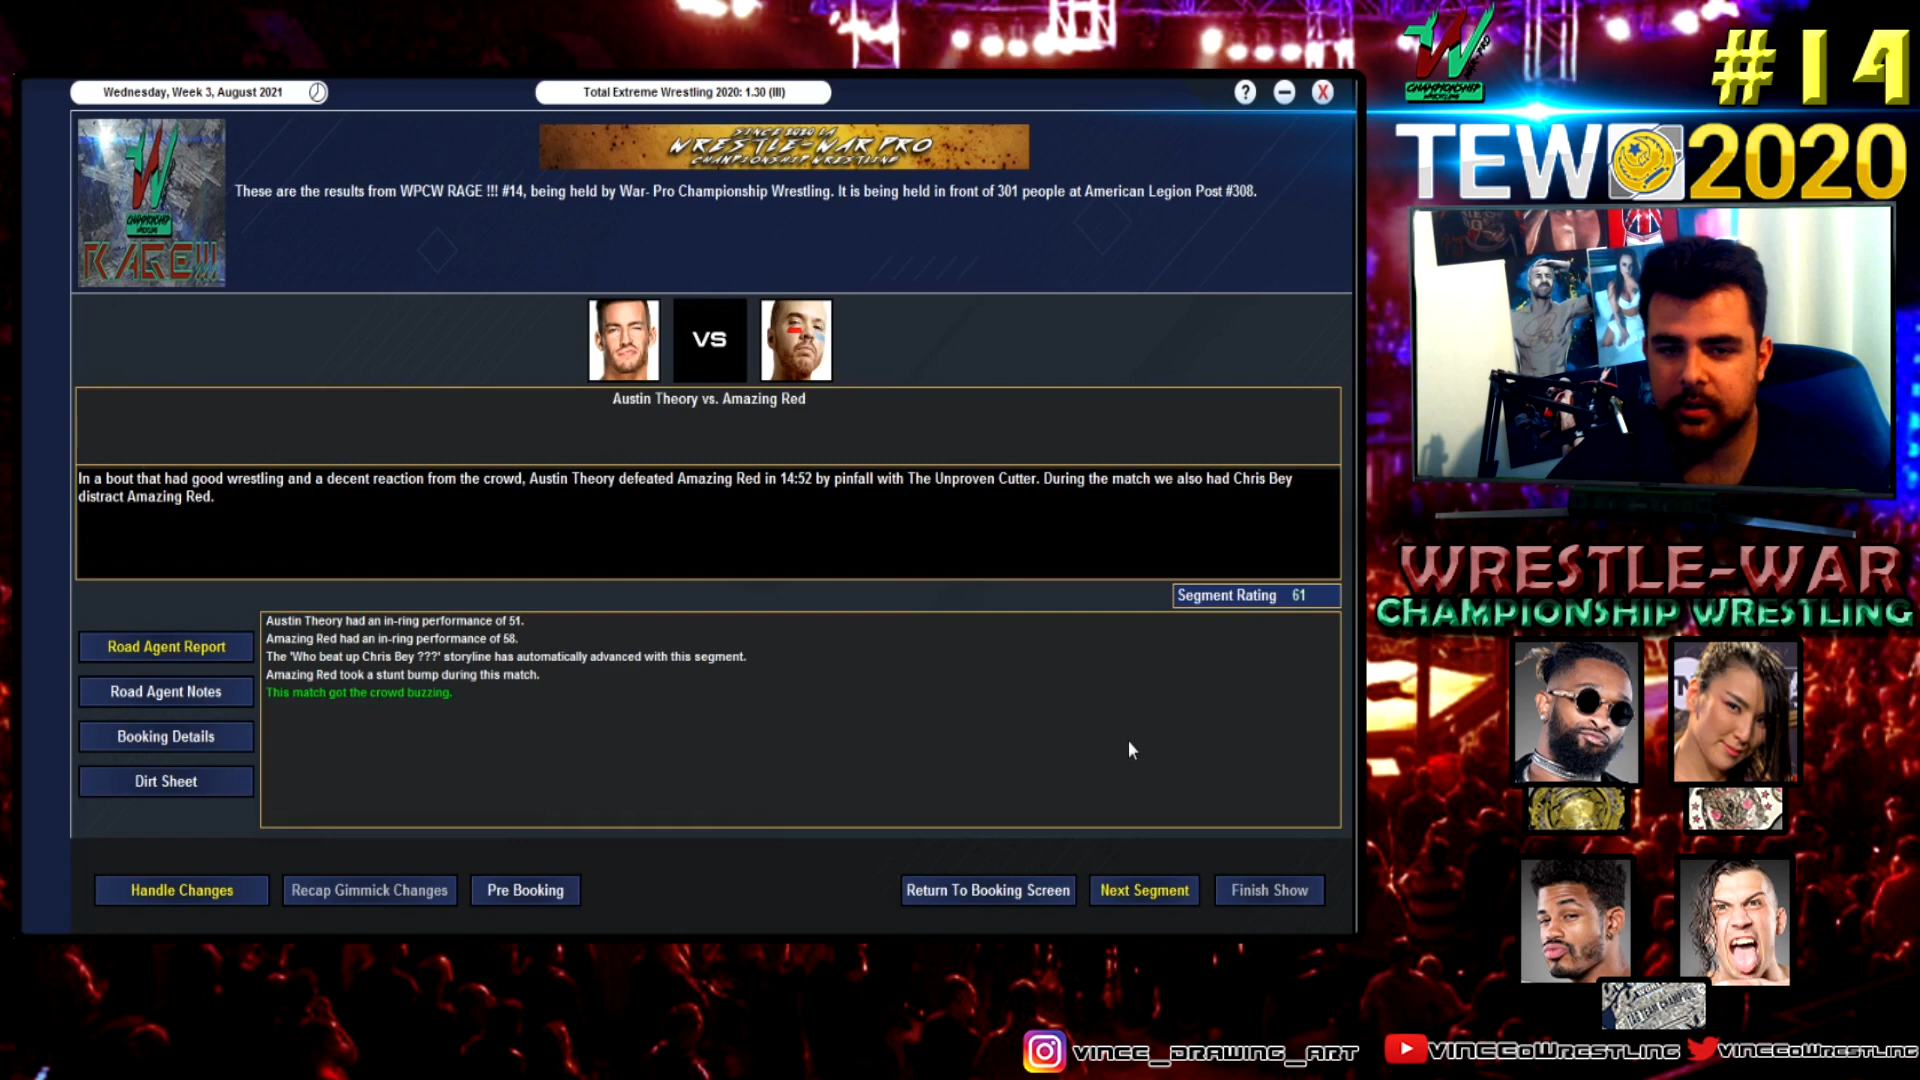 Wednesday, Week 3, August 2021
Total Extreme Wrestling 2020: 1.30 (III)
?
X
SINCE 2020 LA
WRESTLE-WAR PRO
CHAMPIONSHIP WRESTLING
CHAMPIONSHIP
WRESTLING
RAGE!!!
These are the results from WPCW RAGE !!! #14, being held by War- Pro Championship Wrestling. It is being held in front of 301 people at American Legion Post #308.
VS
Austin Theory vs. Amazing Red
In a bout that had good wrestling and a decent reaction from the crowd, Austin Theory defeated Amazing Red in 14:52 by pinfall with The Unproven Cutter. During the match we also had Chris Bey
distract Amazing Red.
Segment Rating 61
Road Agent Report
Road Agent Notes
Booking Details
Dirt Sheet
Austin Theory had an in-ring performance of 51.
Amazing Red had an in-ring performance of 58.
The 'Who beat up Chris Bey ???' storyline has automatically advanced with this segment.
Amazing Red took a stunt bump during this match.
This match got the crowd buzzing.
Handle Changes
Recap Gimmick Changes
Pre Booking
Return To Booking Screen
Next Segment
Finish Show
CHAMPIONSHIP
WRESTLING
#14
TEW 2020
WRESTLE-WAR
CHAMPIONSHIP WRESTLING
VINCE_DRAWING_ART
VINCEOWRESTLING
VINCEOWRESTLING